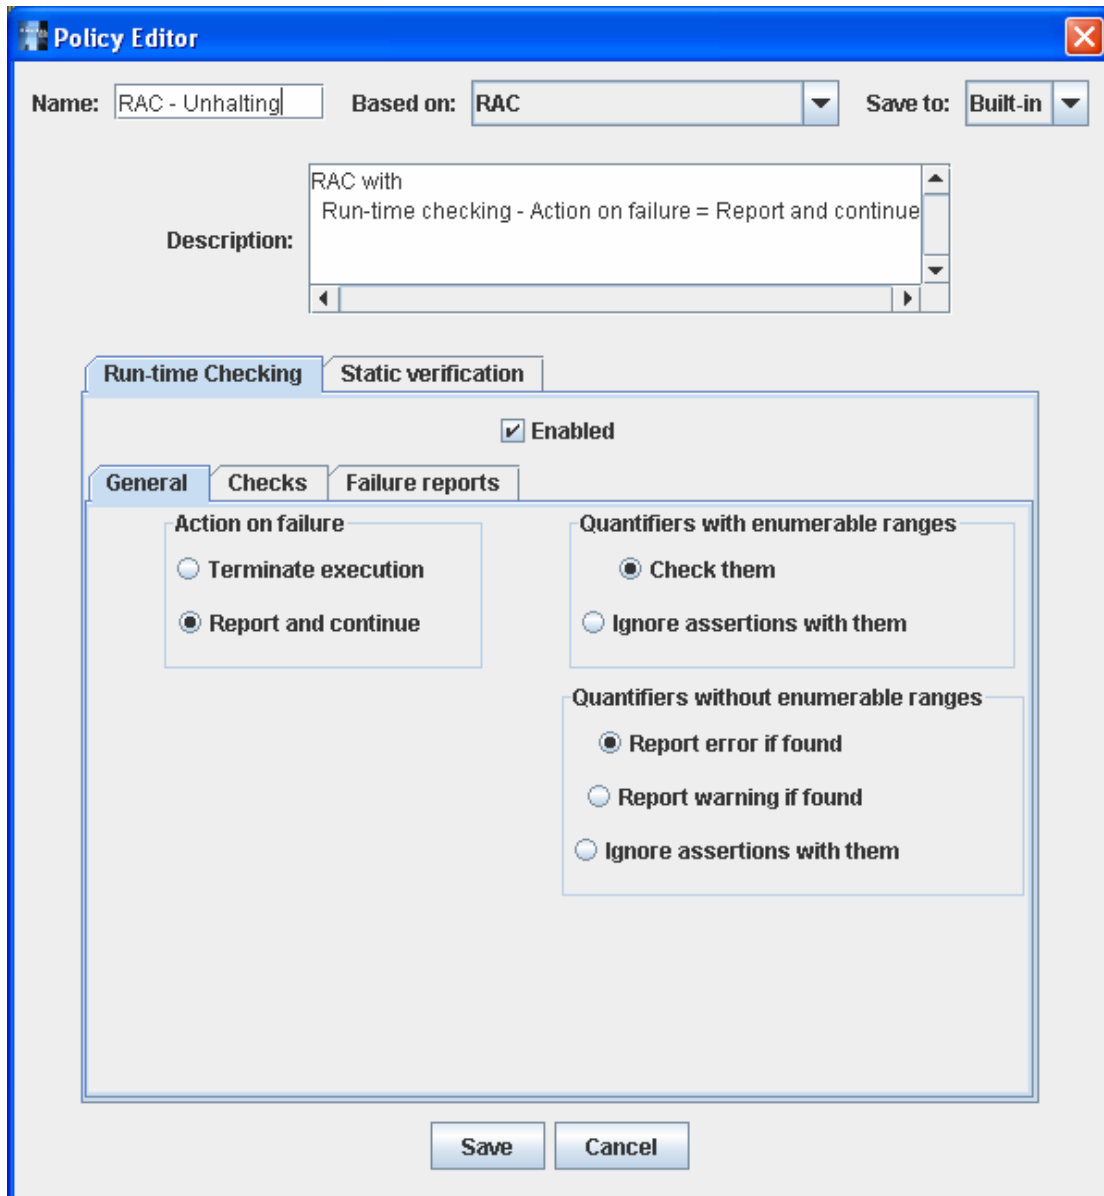 Policy Editor
Name: RAC - Unhalting Based on: RAC Save to: Built-in
Description:
RAC with
Run-time checking - Action on failure = Report and continue
Run-time Checking Static verification
Enabled
General Checks Failure reports
Action on failure
Terminate execution
Report and continue
Quantifiers with enumerable ranges
Check them
Ignore assertions with them
Quantifiers without enumerable ranges
Report error if found
Report warning if found
Ignore assertions with them
Save Cancel